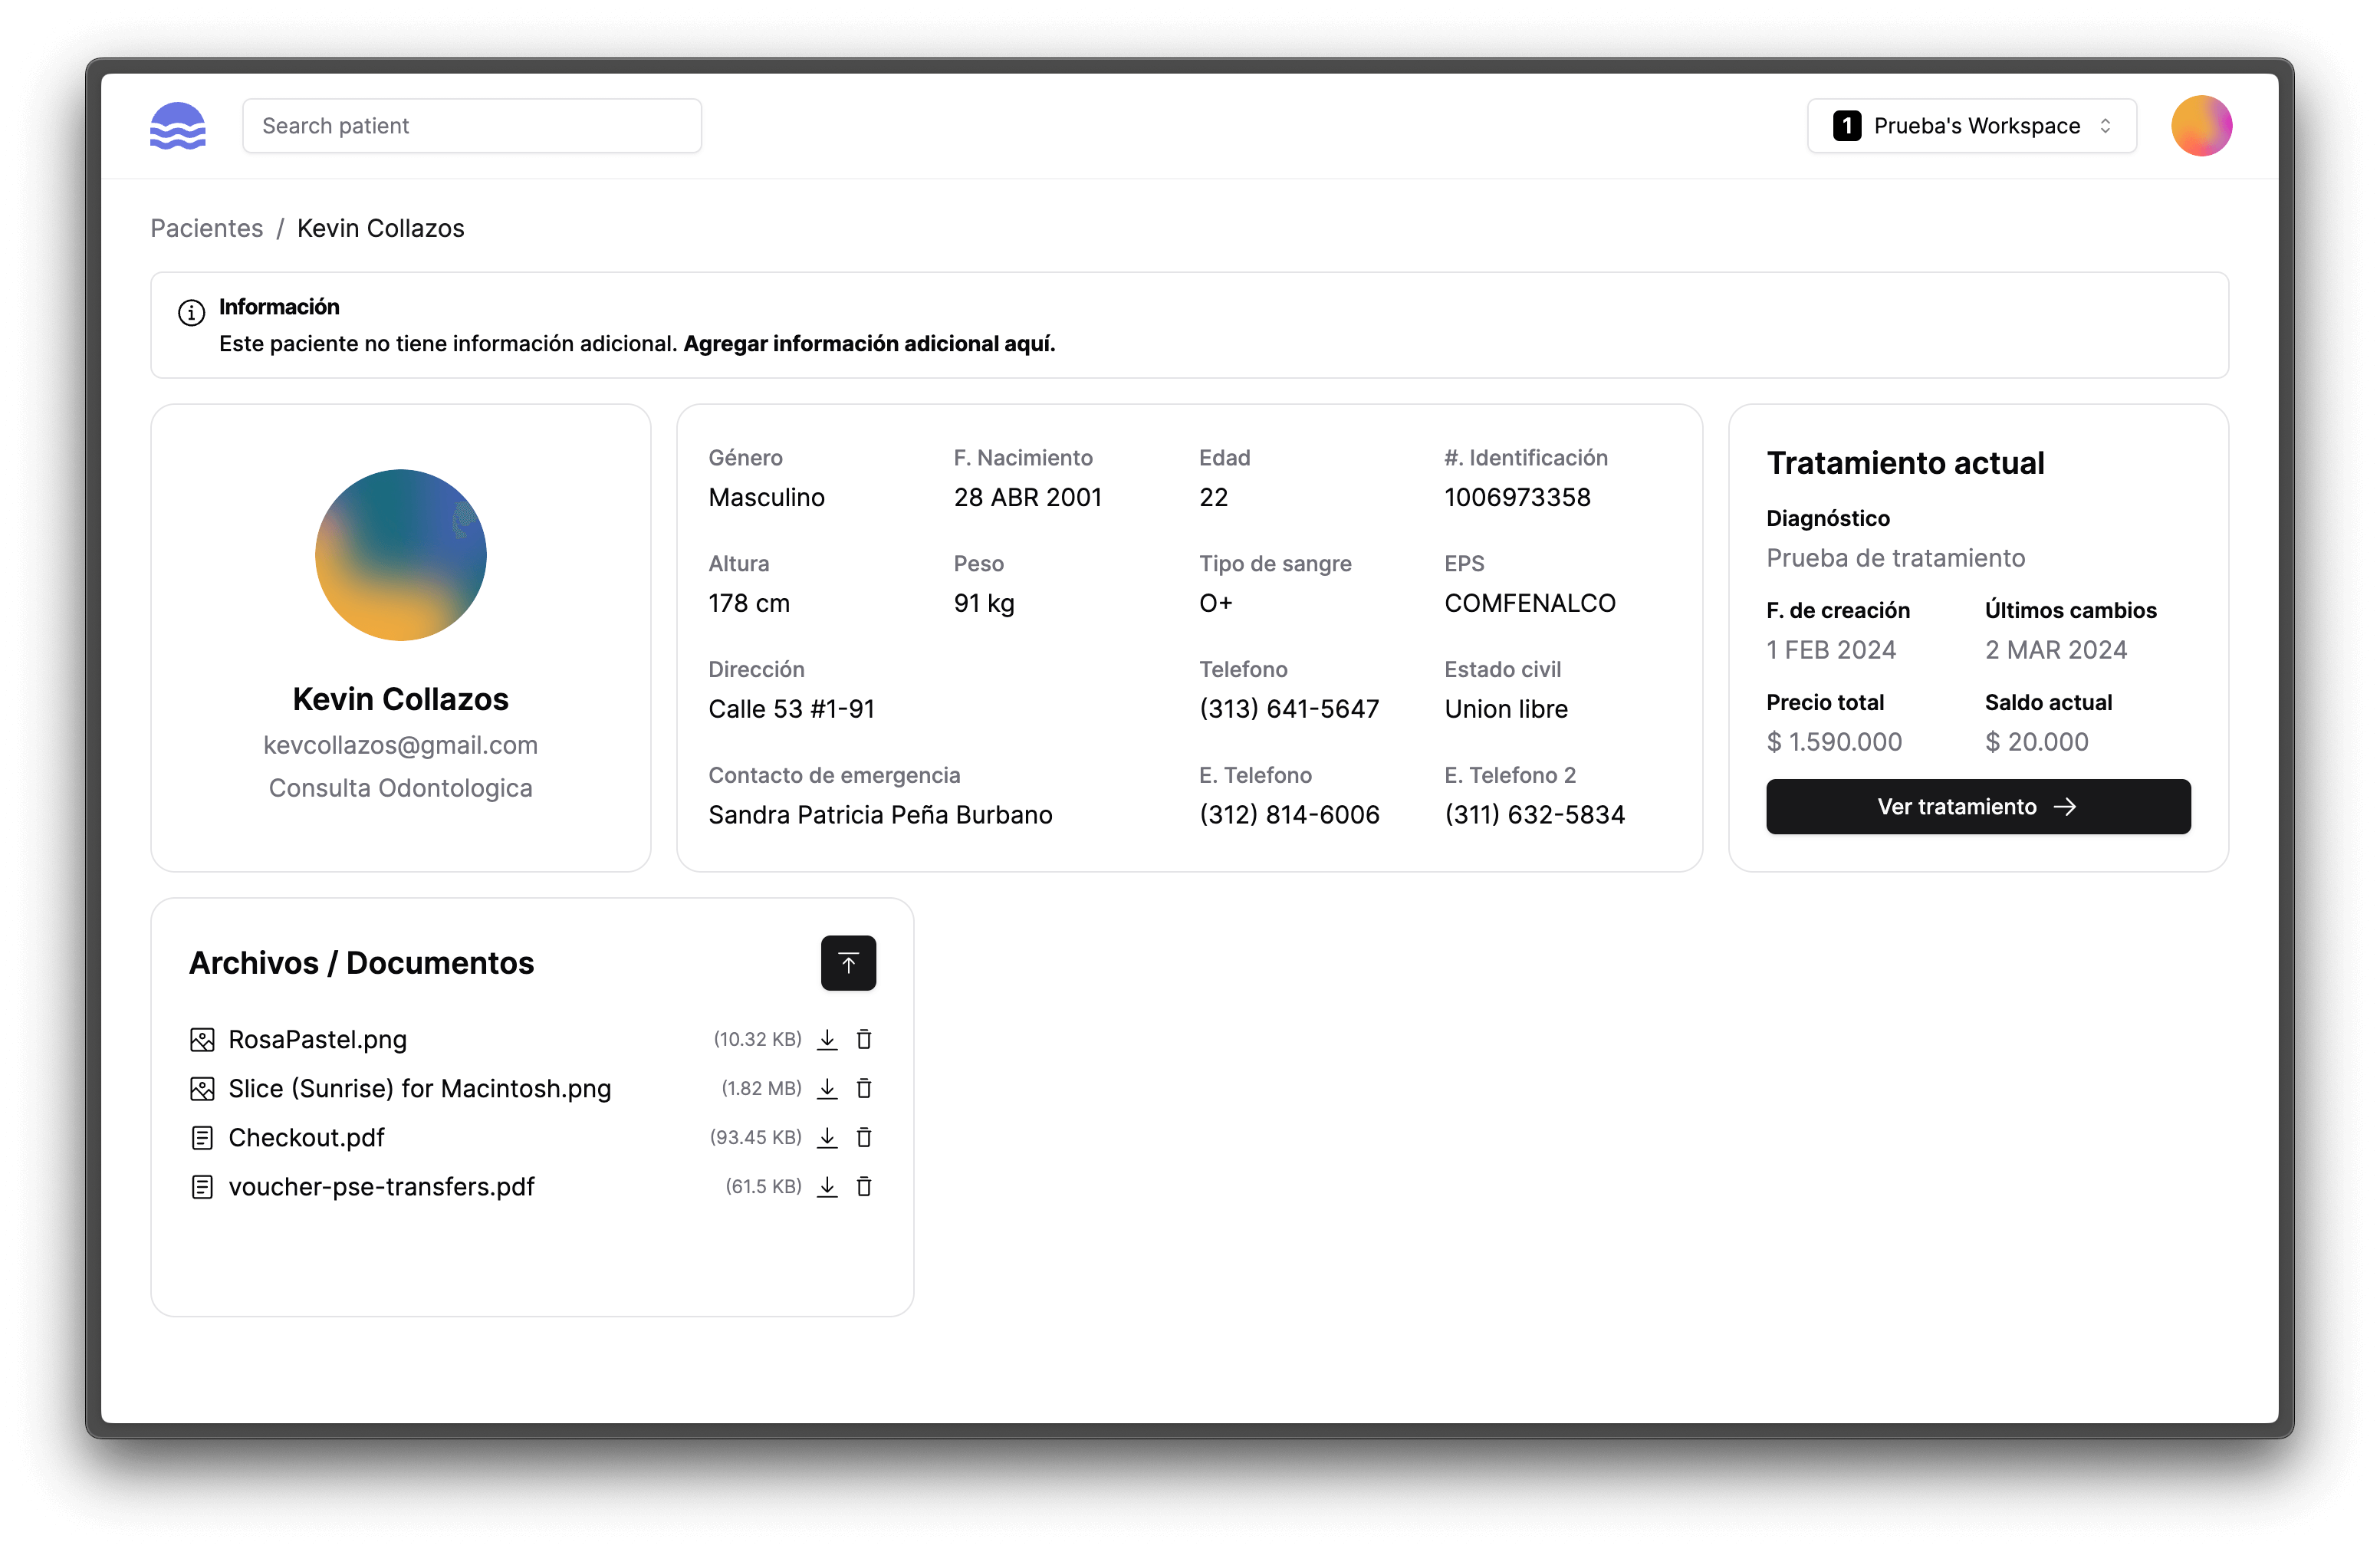 Search patient
1 Prueba's Workspace
Pacientes / Kevin Collazos
Información
Este paciente no tiene información adicional. Agregar información adicional aquí.
Kevin Collazos
kevcollazos@gmail.com
Consulta Odontologica
Género F. Nacimiento Edad #. Identificación
Masculino 28 ABR 2001 22 1006973358
Altura Peso Tipo de sangre EPS
178 cm 91 kg O+ COMFENALCO
Dirección Telefono Estado civil
Calle 53 #1-91 (313) 641-5647 Union libre
Contacto de emergencia E. Telefono E. Telefono 2
Sandra Patricia Peña Burbano (312) 814-6006 (311) 632-5834
Tratamiento actual
Diagnóstico
Prueba de tratamiento
F. de creación Últimos cambios
1 FEB 2024 2 MAR 2024
Precio total Saldo actual
$ 1.590.000 $ 20.000
Ver tratamiento →
Archivos / Documentos
RosaPastel.png (10.32 KB)
Slice (Sunrise) for Macintosh.png (1.82 MB)
Checkout.pdf (93.45 KB)
voucher-pse-transfers.pdf (61.5 KB)